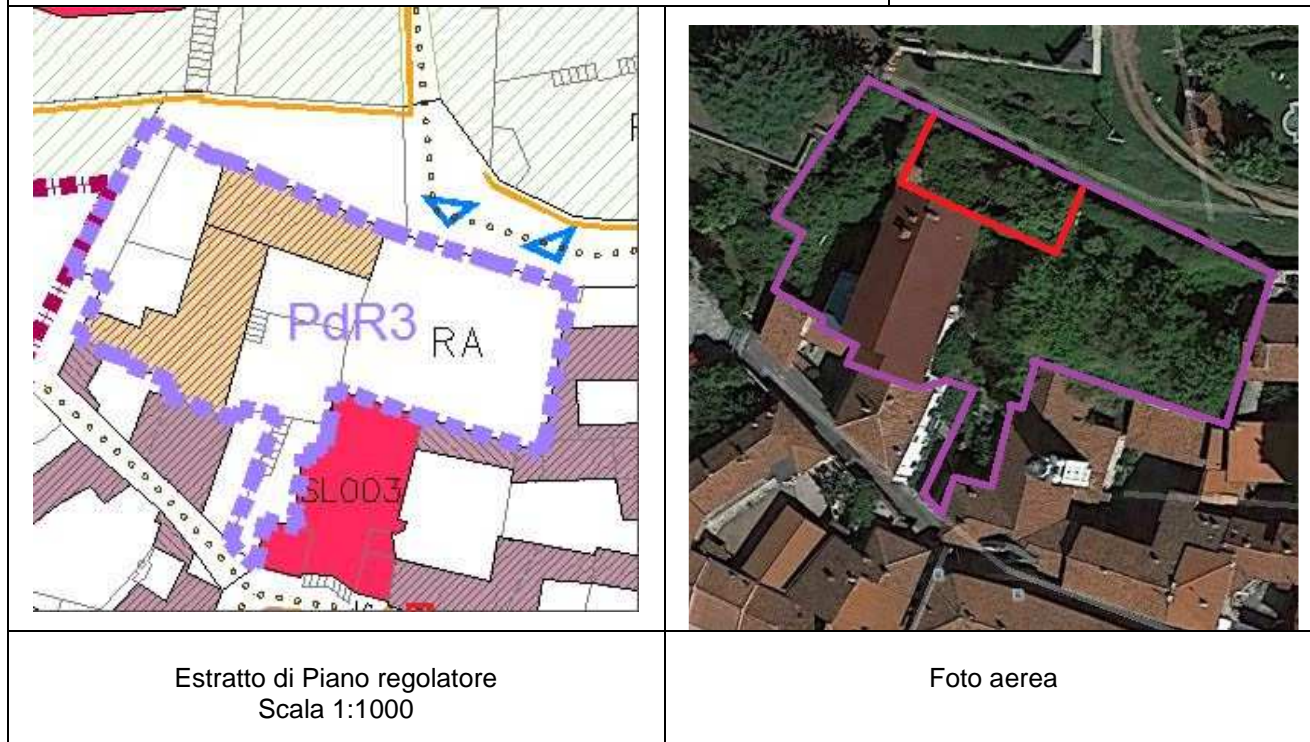 PdR3
RA
SL003
Estratto di Piano regolatore
Scala 1:1000
Foto aerea